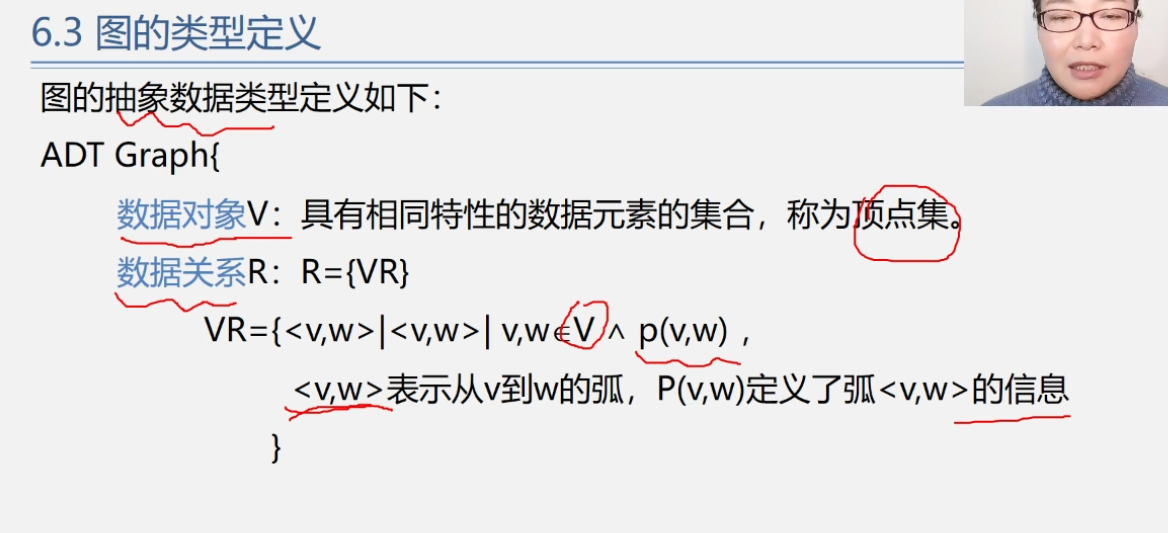 6.3 图的类型定义
图的抽象数据类型定义如下：
ADT Graph{
数据对象V：具有相同特性的数据元素的集合，称为顶点集。
数据关系R：R={VR}
VR={<v,w>|<v,w>| v,w∈V∧ p(v,w) ,
<v,w>表示从v到w的弧，P(v,w)定义了弧<v,w>的信息
}